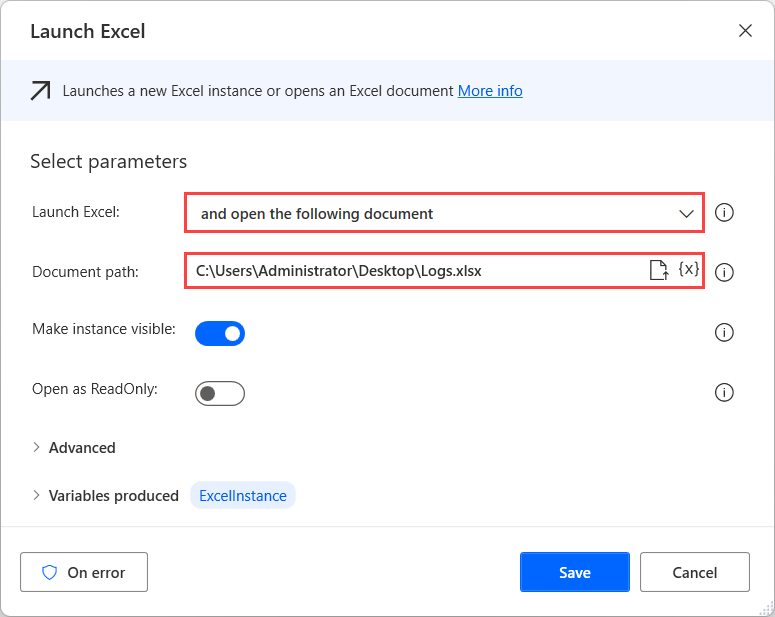 Launch Excel
Launches a new Excel instance or opens an Excel document More info
Select parameters
Launch Excel: and open the following document
Document path: C:\Users\Administrator\Desktop\Logs.xlsx {x}
Make instance visible:
Open as ReadOnly:
Advanced
Variables produced ExcelInstance
On error Save Cancel